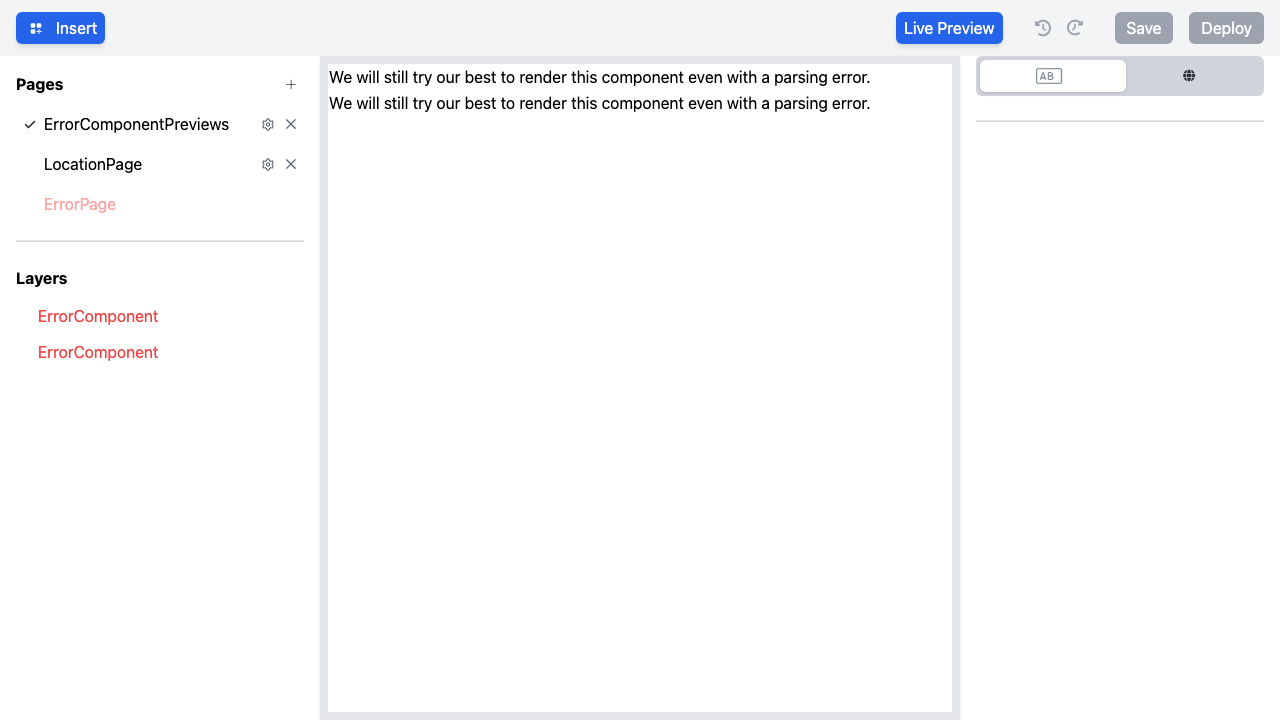 Insert
Live Preview
Save
Deploy
Pages
ErrorComponentPreviews
LocationPage
ErrorPage
Layers
ErrorComponent
ErrorComponent
We will still try our best to render this component even with a parsing error.
We will still try our best to render this component even with a parsing error.
AB